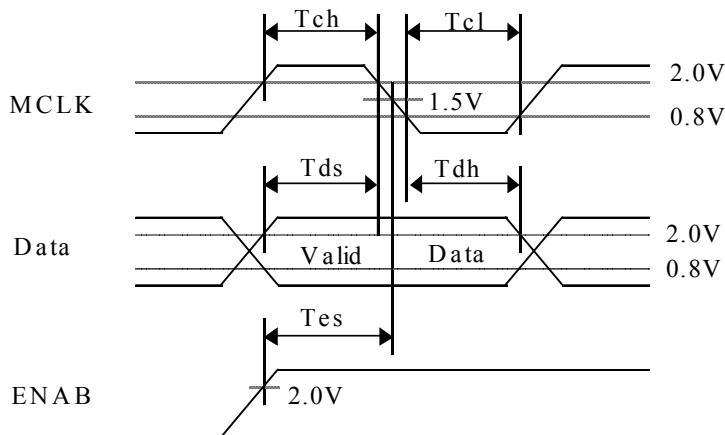 Tch
Tcl
2.0V
MCLK
1.5V
0.8V
Tds
Tdh
Data
2.0V
Valid
Data
0.8V
Tes
ENAB
2.0V